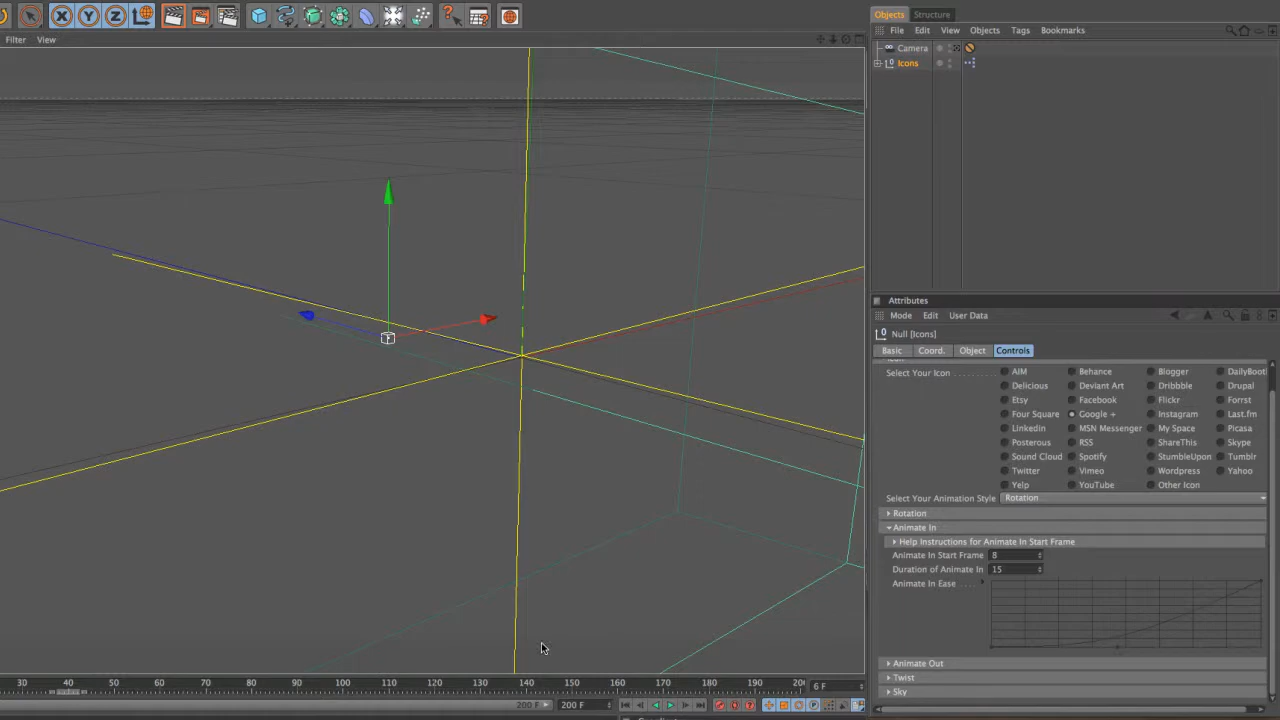 Filter View
X Y Z
Objects Structure
File Edit View Objects Tags Bookmarks
Camera
Icons
Attributes
Mode Edit User Data
Null [Icons]
Basic Coord. Object Controls
Select Your Icon
AIM Behance Blogger
Delicious Deviant Art Dribbble Drupal
Etsy Facebook Flickr Forrst
Four Square Google + Instagram Last.fm
Linkedin MSN Messenger My Space Picasa
Posterous RSS ShareThis Skype
Sound Cloud Spotify StumbleUpon Tumblr
Twitter Vimeo Wordpress Yahoo
Yelp YouTube Other Icon
Select Your Animation Style Rotation
Rotation
Animate In
Help Instructions for Animate In Start Frame
Animate In Start Frame 8
Duration of Animate In 15
Animate In Ease
Animate Out
Twist
Sky
30 40 50 60 70 80 90 100 110 120 130 140 150 160 170 180 190 6 F
200 F 200 F